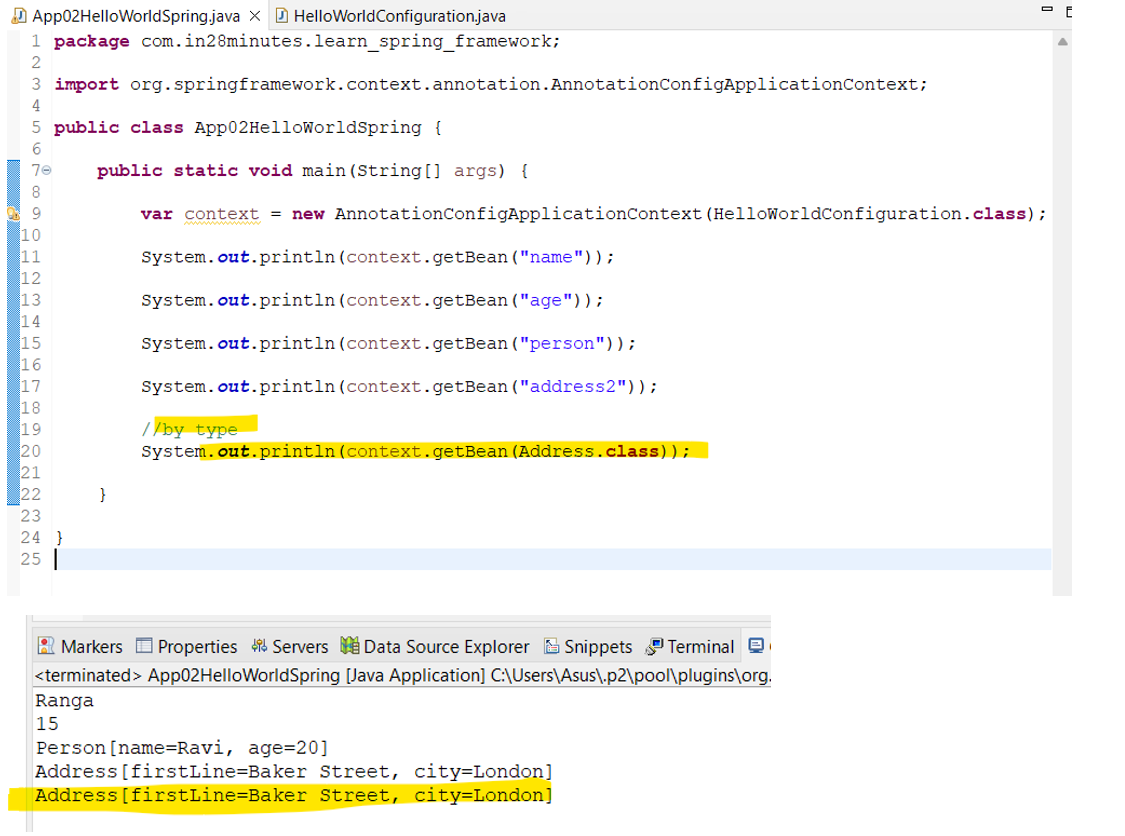 App02HelloWorldSpring.java HelloWorldConfiguration.java
1 package com.in28minutes.learn_spring_framework;
2
3 import org.springframework.context.annotation.AnnotationConfigApplicationContext;
4
5 public class App02HelloWorldSpring {
6
7 public static void main(String[] args) {
8
9 var context = new AnnotationConfigApplicationContext(HelloWorldConfiguration.class);
10
11 System.out.println(context.getBean("name"));
12
13 System.out.println(context.getBean("age"));
14
15 System.out.println(context.getBean("person"));
16
17 System.out.println(context.getBean("address2"));
18
19 //by type
20 System.out.println(context.getBean(Address.class));
21
22 }
23
24 }
25
Markers Properties Servers Data Source Explorer Snippets Terminal
<terminated> App02HelloWorldSpring [Java Application] C:\Users\Asus\.p2\pool\plugins\org.
Ranga
15
Person[name=Ravi, age=20]
Address[firstLine=Baker Street, city=London]
Address[firstLine=Baker Street, city=London]